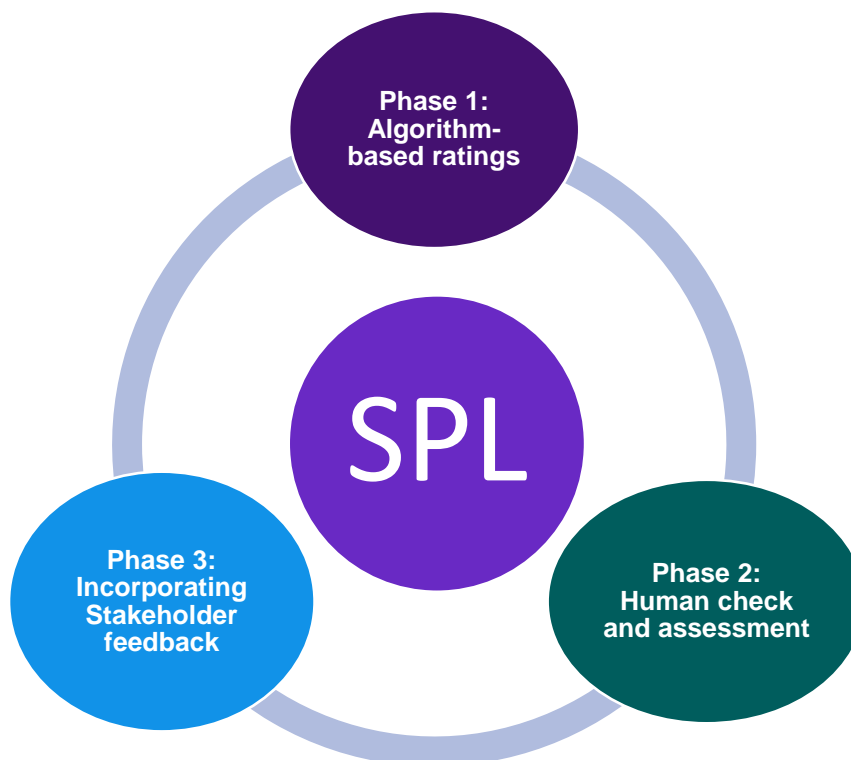 Phase 1:
Algorithm-
based ratings
SPL
Phase 3:
Incorporating
Stakeholder
feedback
Phase 2:
Human check
and assessment